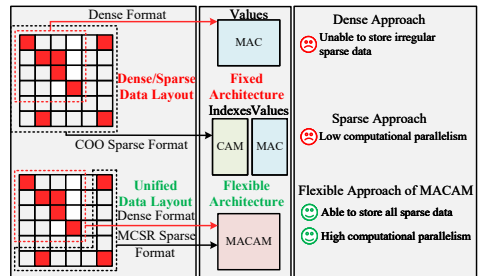 Dense Format
Dense/Sparse
Data Layout
COO Sparse Format
Unified
Data Layout
Dense Format
MCSR Sparse
Format
Values
MAC
Fixed
Architecture
Indexes Values
CAM
MAC
Flexible
Architecture
MACAM
Dense Approach
Unable to store irregular
sparse data
Sparse Approach
Low computational parallelism
Flexible Approach of MACAM
Able to store all sparse data
High computational parallelism